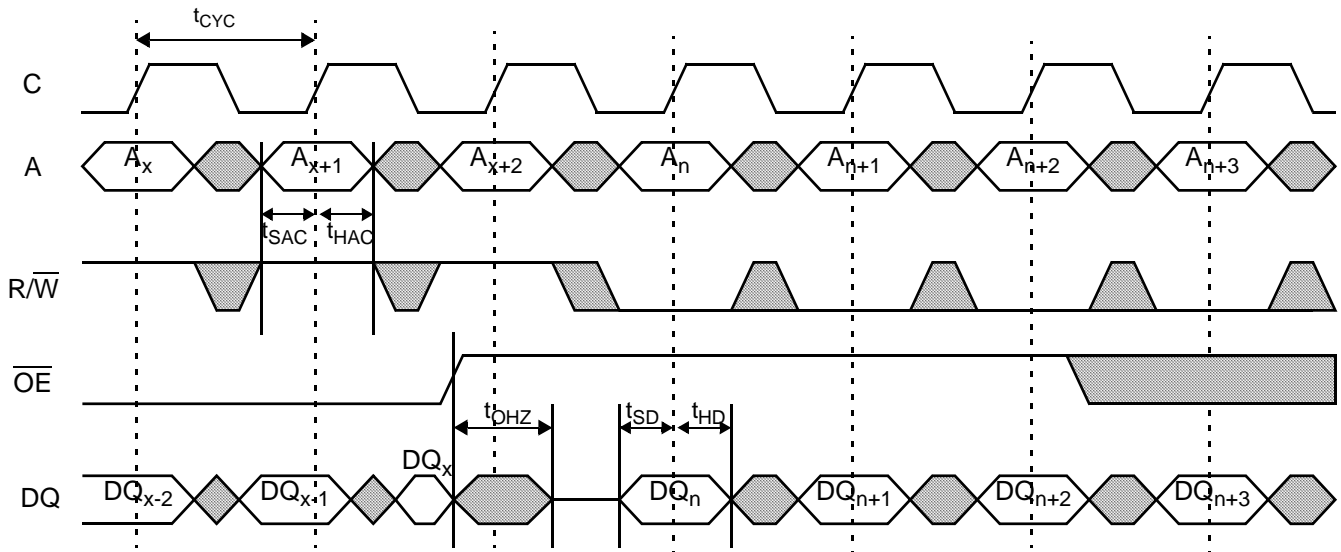 tCYC
C
A Ax Ax+1 Ax+2 An An+1 An+2 An+3
tSAC tHAC
R/W̅
O̅E̅
tOHZ tSD tHD
DQx
DQ DQx-2 DQx-1 DQn DQn+1 DQn+2 DQn+3